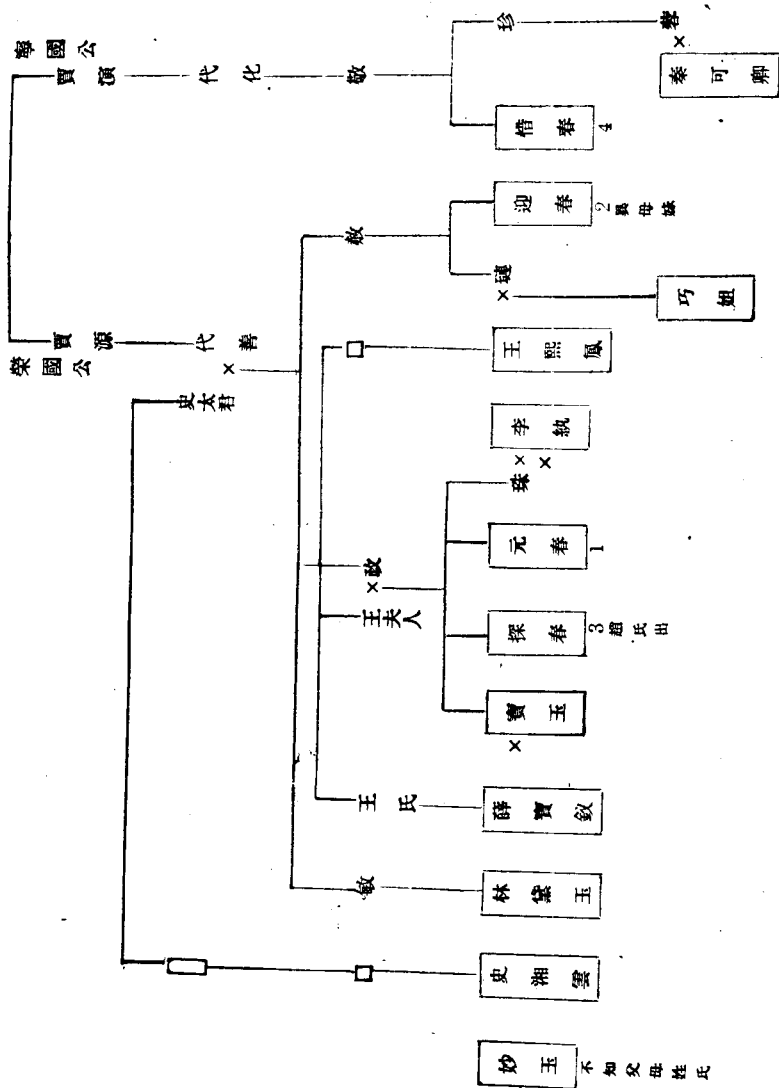 寧國公
賈演
代化
敬
珍
蓉
×
秦可卿
惜春
4
榮國公
賈源
代善
×
史太君
赦
迎春
2異母妹
璉
×
巧姐
王熙鳳
李紈
×
×
珠
政
×
王夫人
元春
1
探春
3趙氏出
寶玉
×
王氏
薛寶釵
敏
林黛玉
史湘雲
妙玉
不知父母姓氏